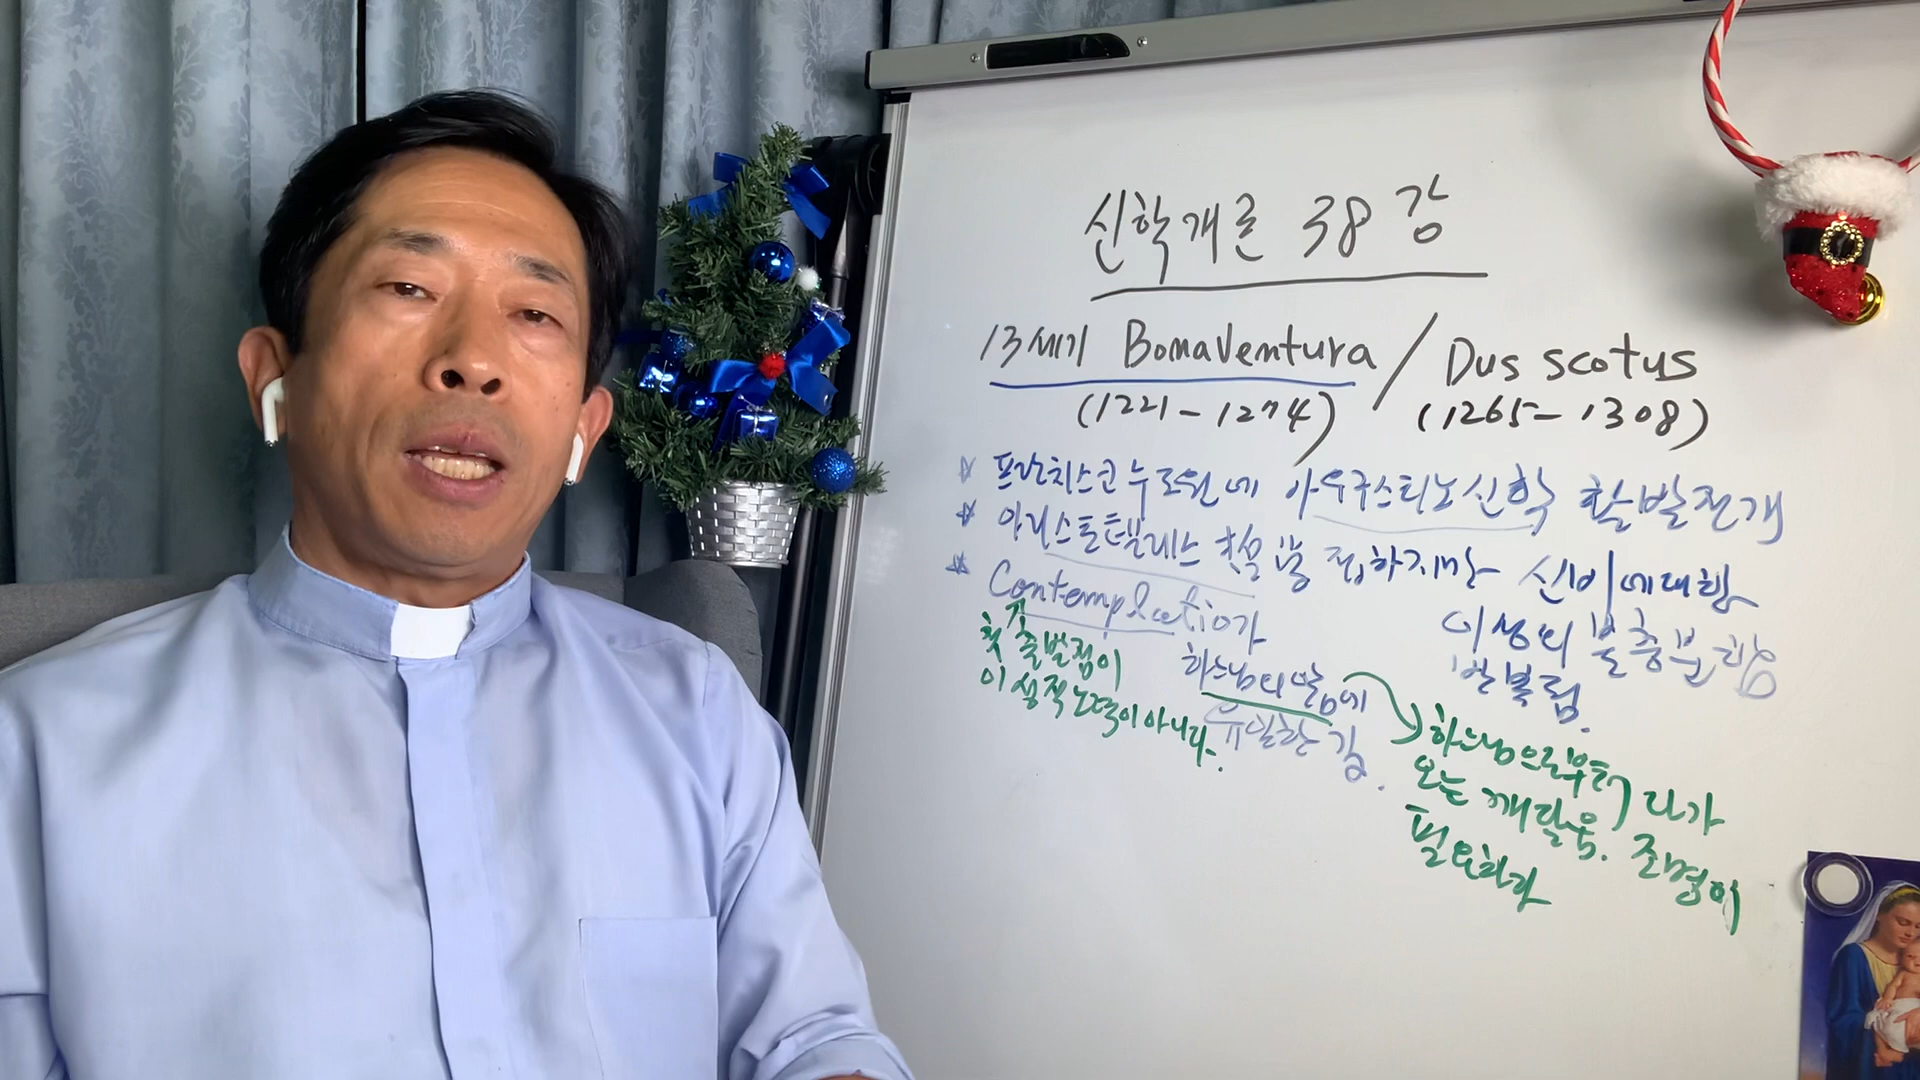 신학개론 38강
13세기 Bonaventura / Dus scotus
(1221 - 1274) (1265 - 1308)
프란치스코 수도원에 아우구스티노신학 활발전개
아리스토텔레스 철학을 접하지만 신비에대한
이성의 불충분함
Contemplatio가
하느님의 앎에
유일한 길.
첫 출발점이
이성적노력이아니다.
하느님으로부터
오는 깨달음.
다가
조명이
필요하다